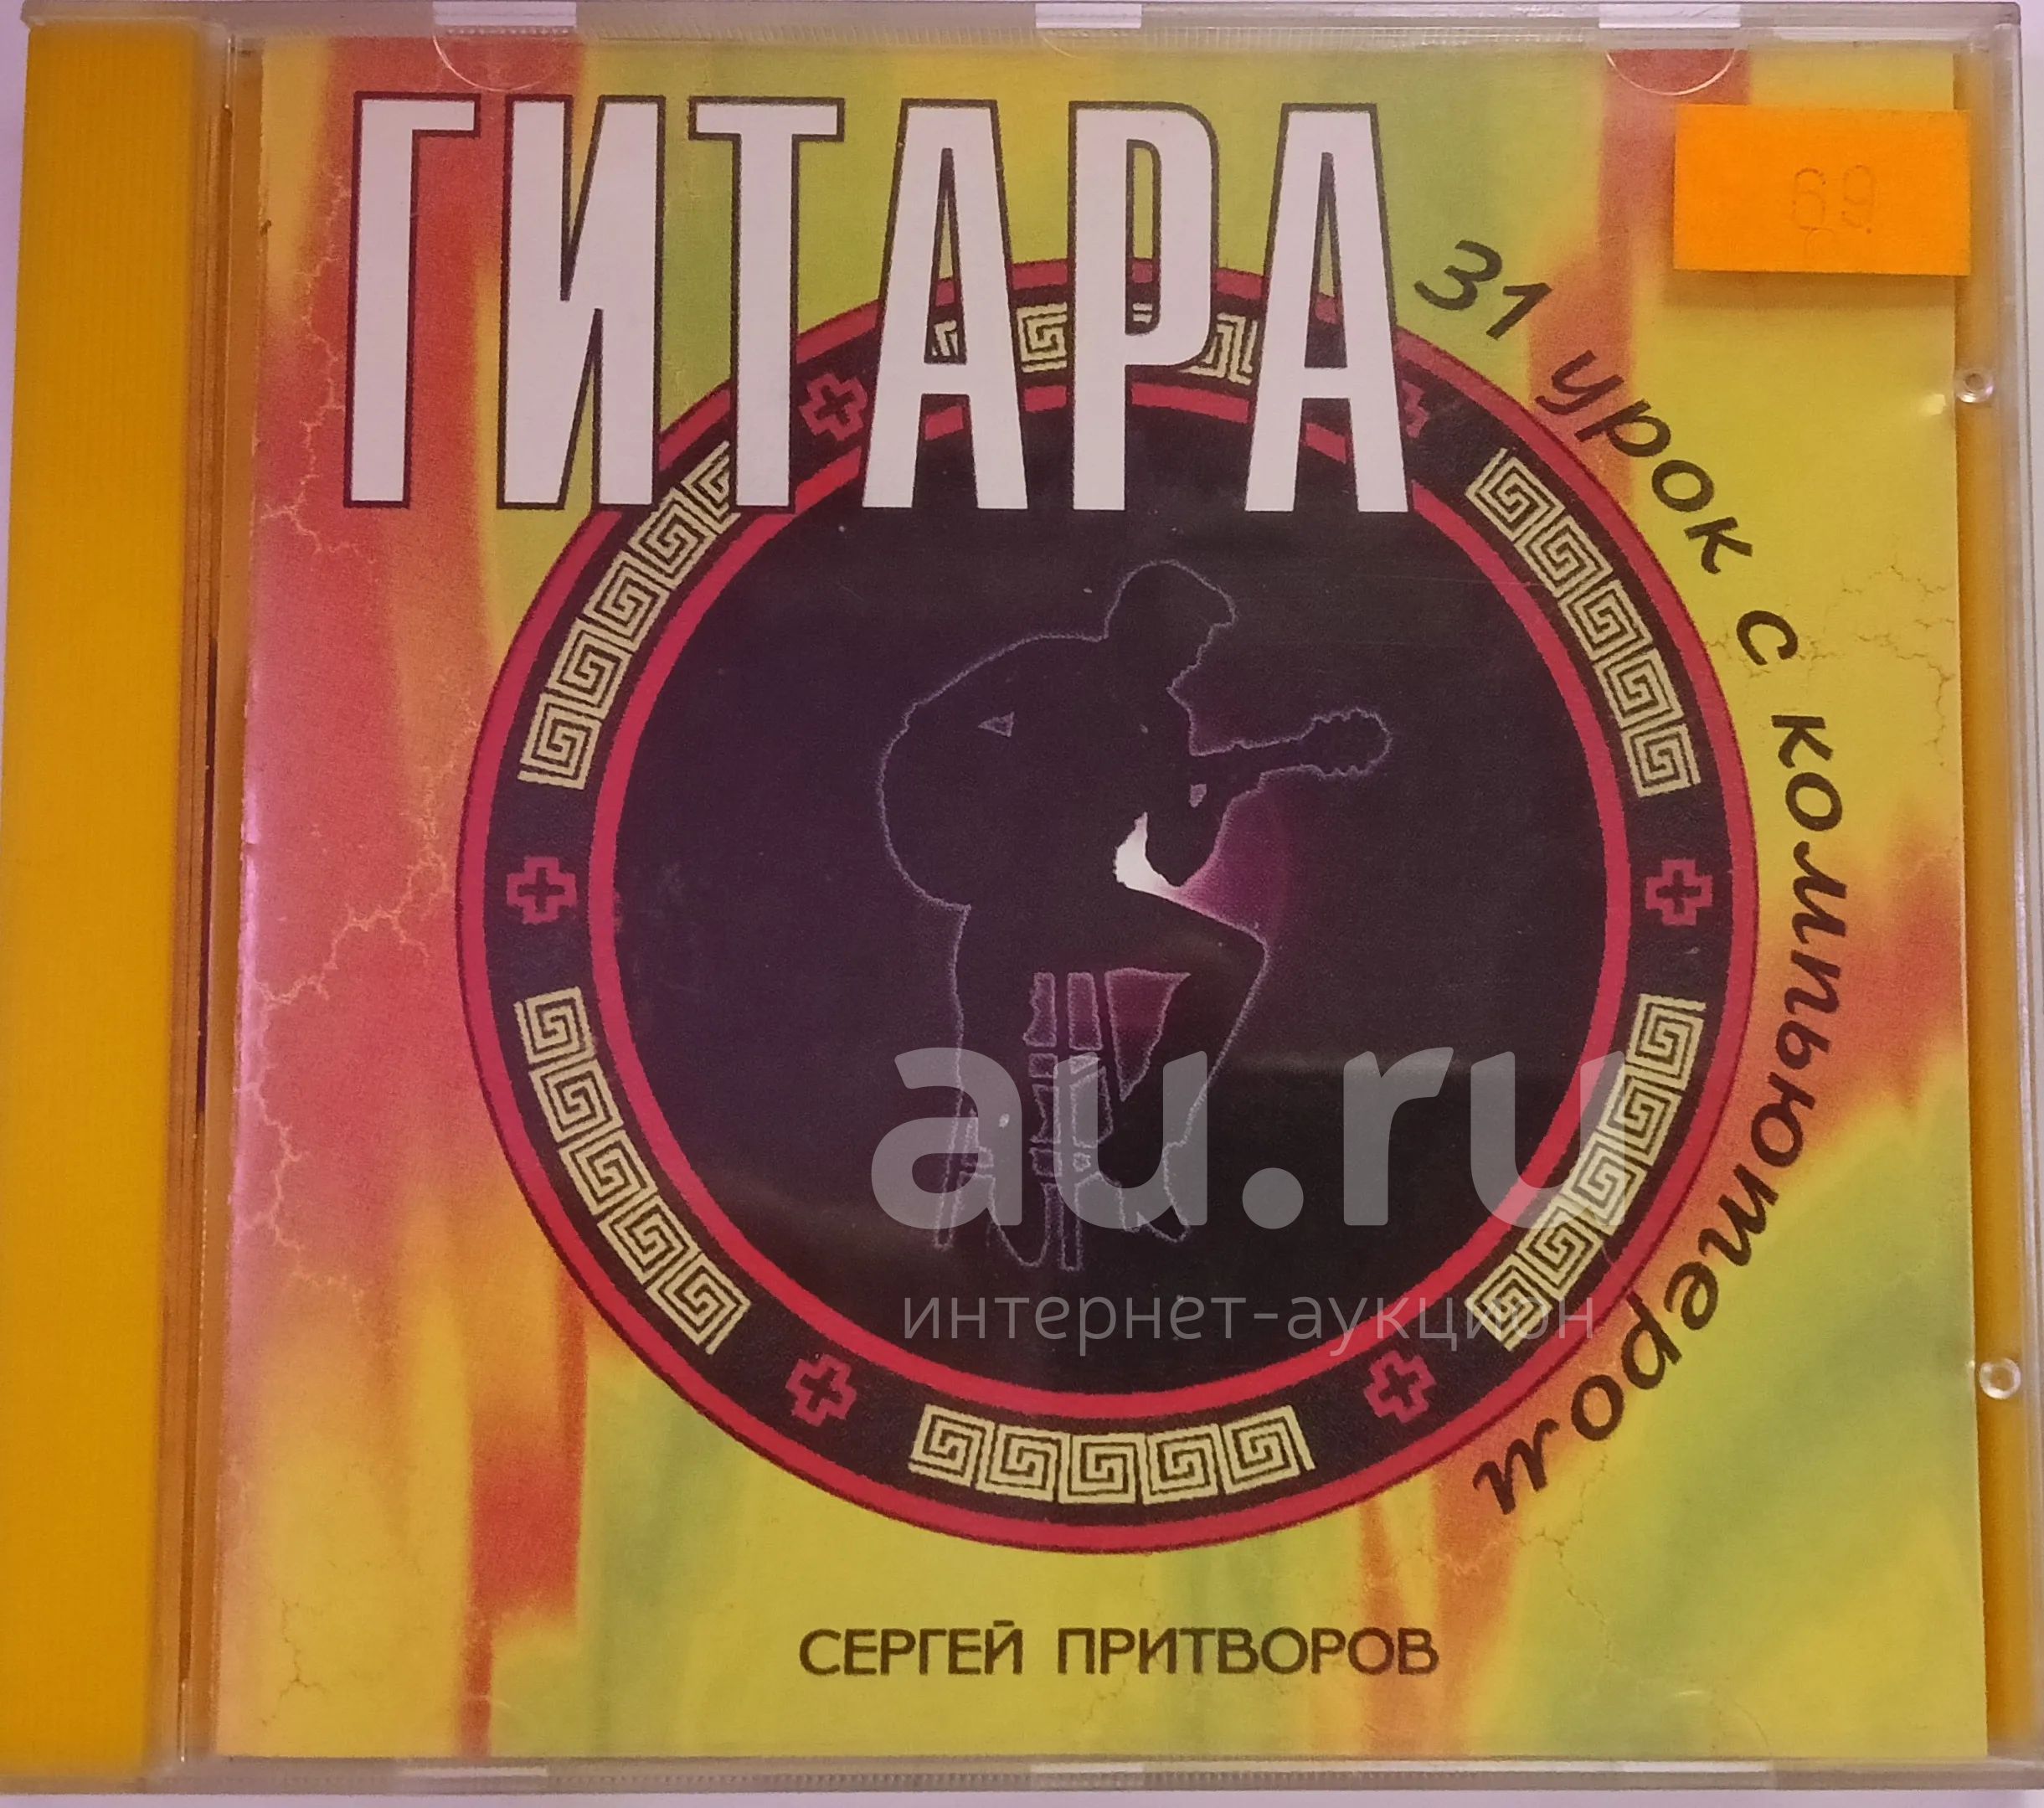 ГИТАРА
69
31 урок с компьютером
au.ru
интернет-аукцион
СЕРГЕЙ ПРИТВОРОВ